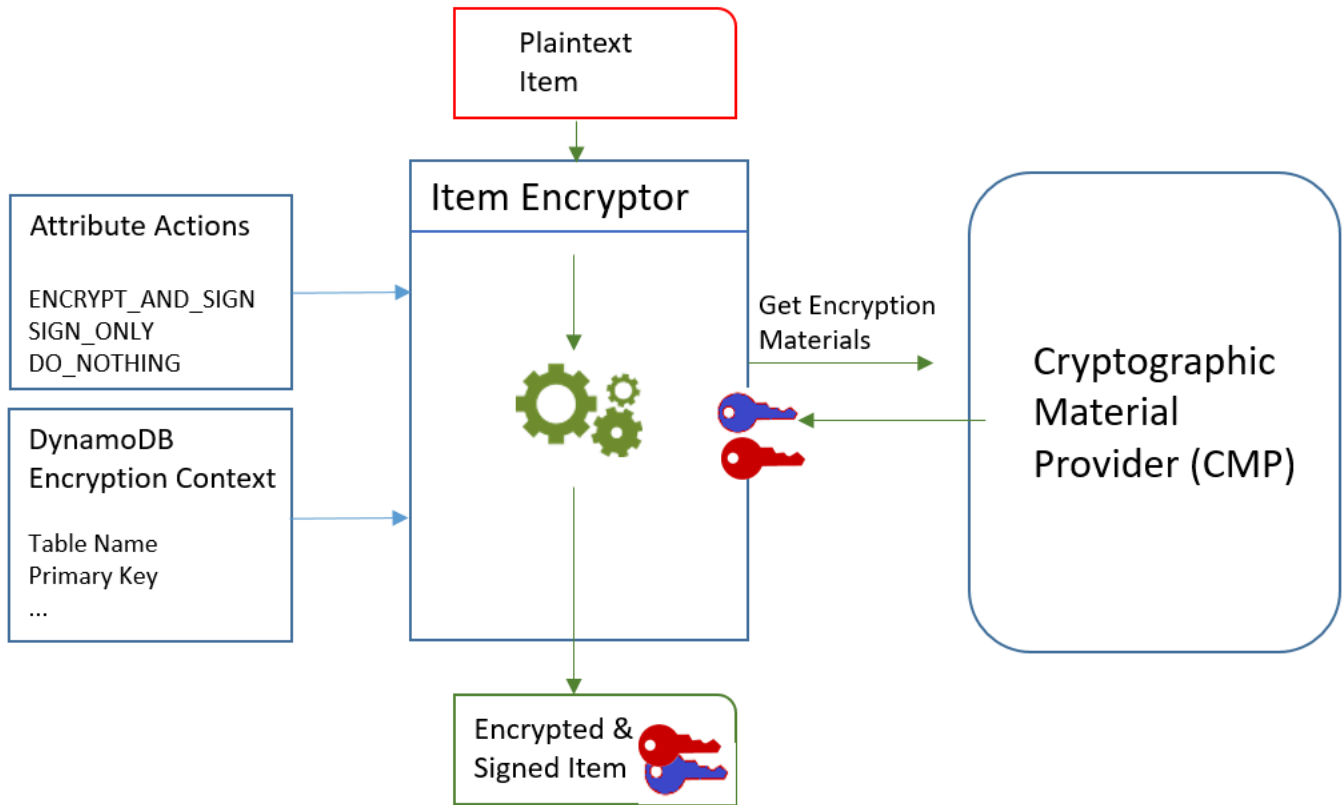 Plaintext
Item
Item Encryptor
Attribute Actions
ENCRYPT_AND_SIGN
SIGN_ONLY
DO_NOTHING
DynamoDB
Encryption Context
Table Name
Primary Key
...
Get Encryption
Materials
Cryptographic
Material
Provider (CMP)
Encrypted &
Signed Item